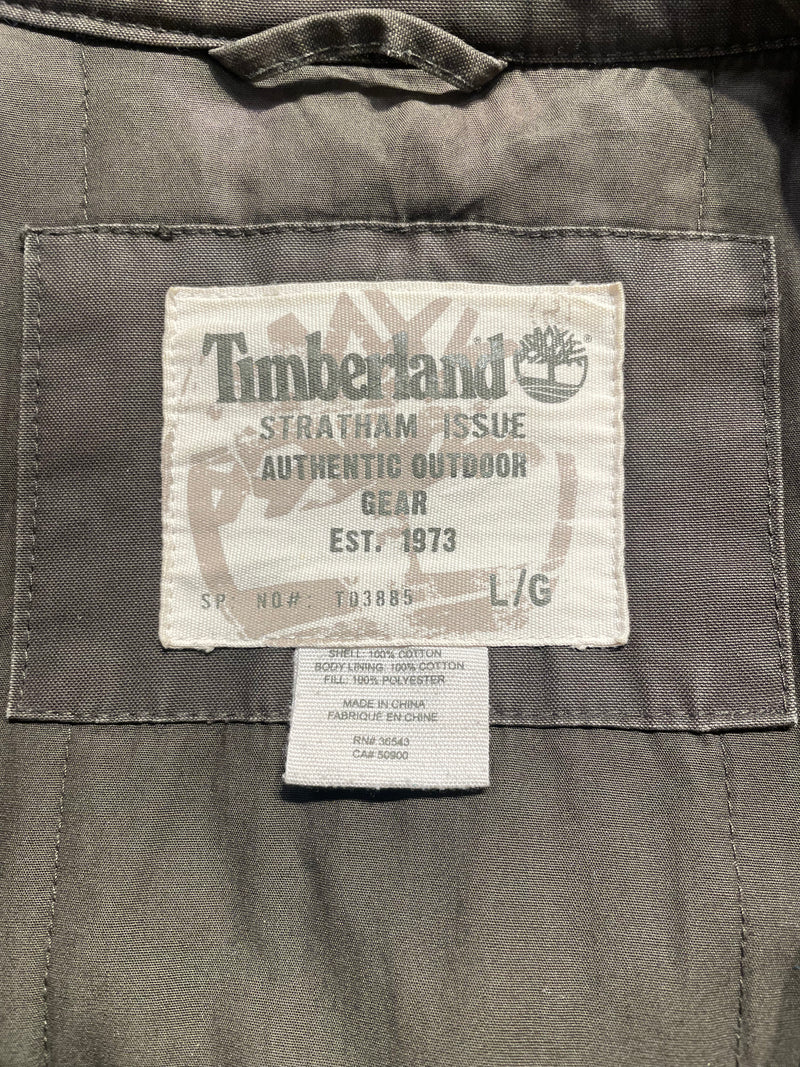 Timberland
STRATHAM ISSUE
AUTHENTIC OUTDOOR
GEAR
EST. 1973
SP. NO#: TD3885 L/G
SHELL: 100% COTTON
BODY LINING: 100% COTTON
FILL: 100% POLYESTER
MADE IN CHINA
FABRIQUÉ EN CHINE
RN# 36543
CA# 50900